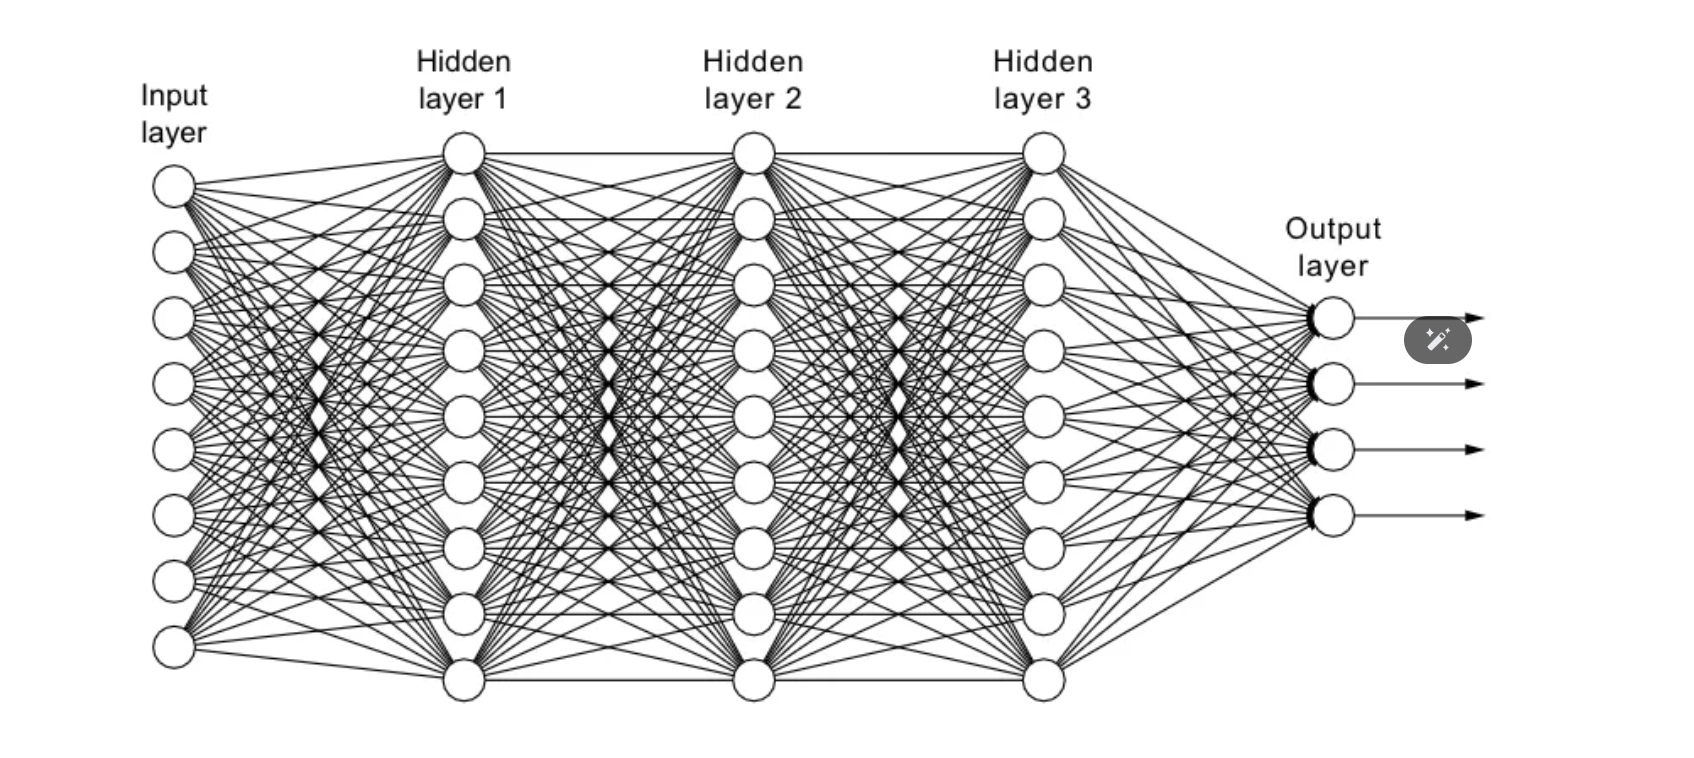 Input
layer
Hidden
layer 1
Hidden
layer 2
Hidden
layer 3
Output
layer